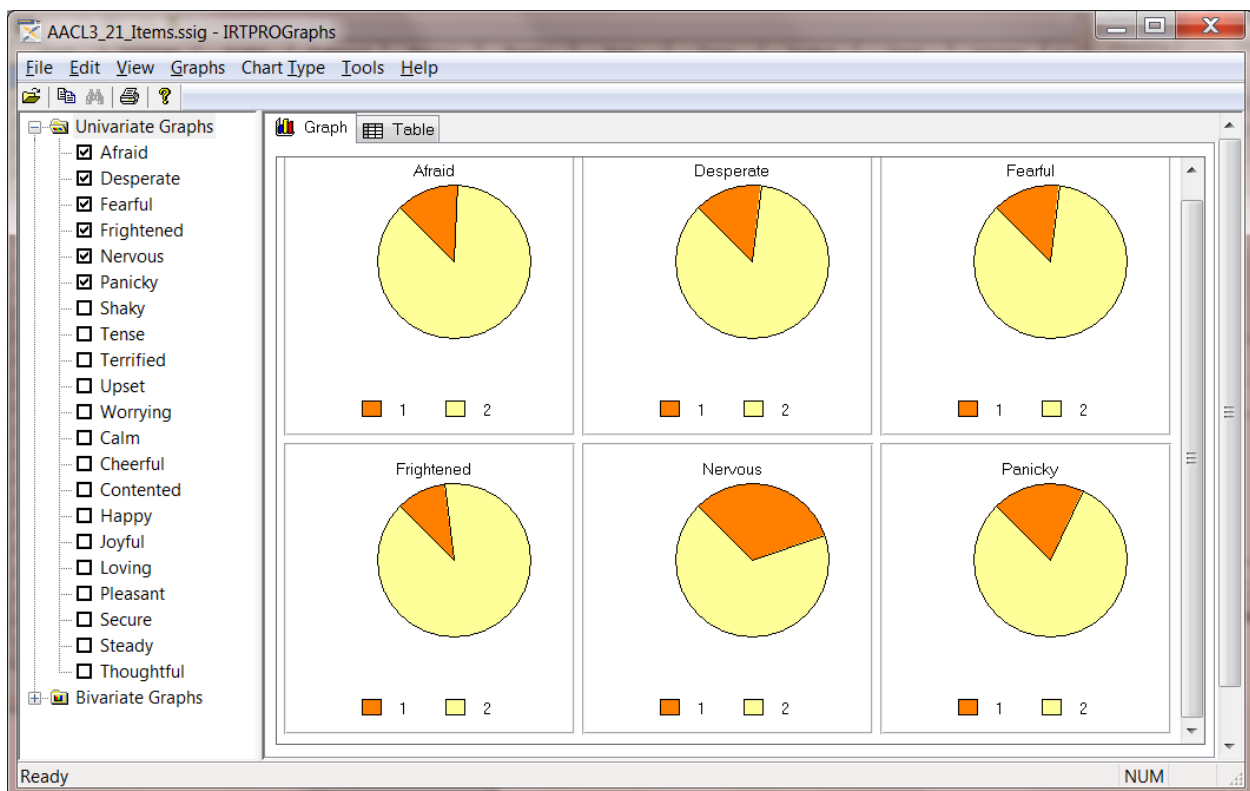 AACL3_21_Items.ssig - IRTPROGraphs
File Edit View Graphs Chart Type Tools Help
Univariate Graphs
Afraid
Desperate
Fearful
Frightened
Nervous
Panicky
Shaky
Tense
Terrified
Upset
Worrying
Calm
Cheerful
Contented
Happy
Joyful
Loving
Pleasant
Secure
Steady
Thoughtful
Bivariate Graphs
Graph Table
Afraid Desperate Fearful
1 2 1 2 1 2
Frightened Nervous Panicky
1 2 1 2 1 2
Ready NUM